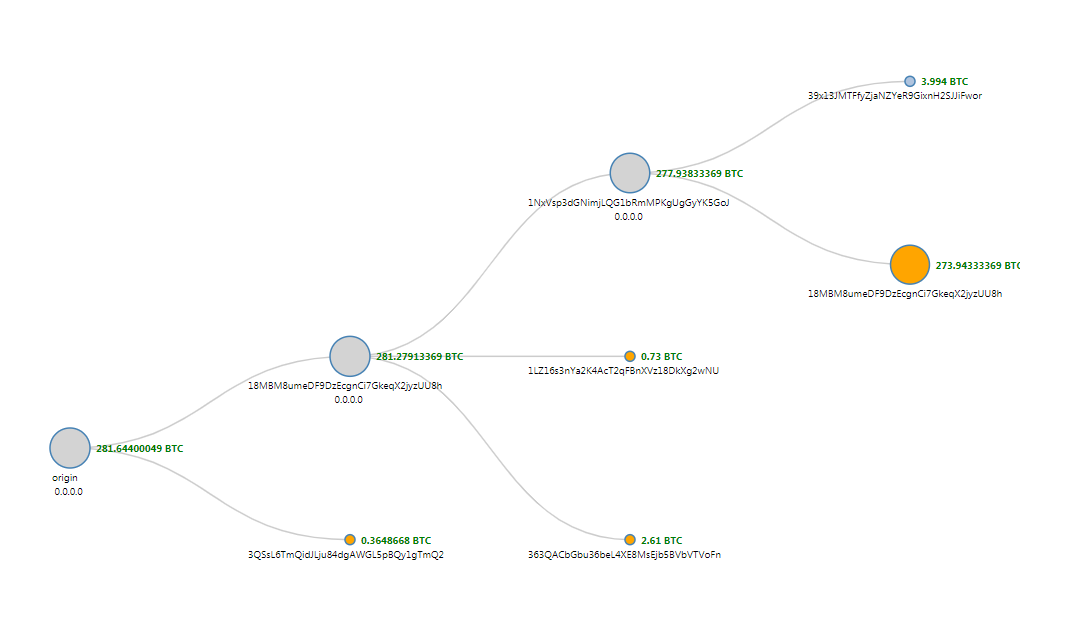 3.994 BTC
39x13JMTFfyZjaNZYeR9GixnH2SJJiFwor
277.93833369 BTC
1NxVsp3dGNimjLQG1bRmMPKgUgGyYK5GoJ
0.0.0.0
273.94333369 BTC
18MBM8umeDF9DzEcgnCi7GkeqX2jyzUU8h
281.27913369 BTC
18MBM8umeDF9DzEcgnCi7GkeqX2jyzUU8h
0.0.0.0
0.73 BTC
1LZ16s3nYa2K4AcT2qFBnXVz18DkXg2wNU
281.64400049 BTC
origin
0.0.0.0
0.3648668 BTC
3QSsL6TmQidJLju84dgAWGL5pBQy1gTmQ2
2.61 BTC
363QACbGbu36beL4XE8MsEjb5BVbVTVoFn